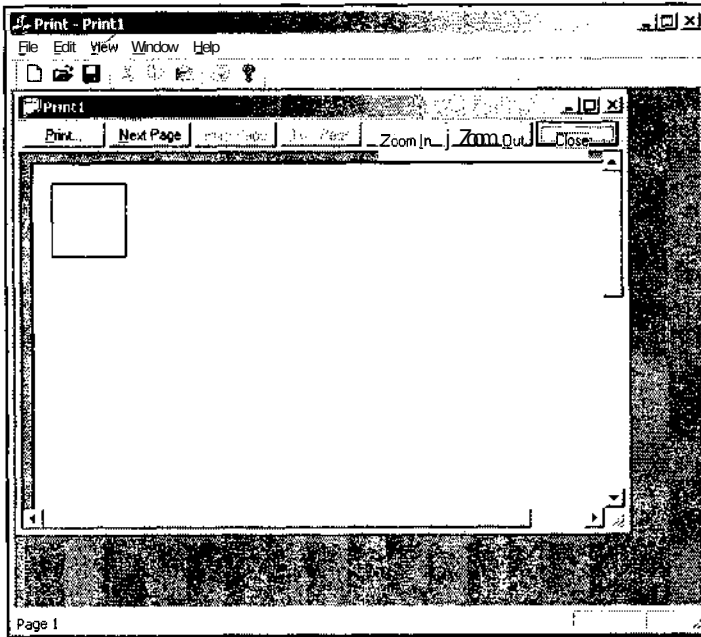 Print - Print1
File Edit View Window Help
Print1
Print... Next Page Zoom In Zoom Out Close
Page 1